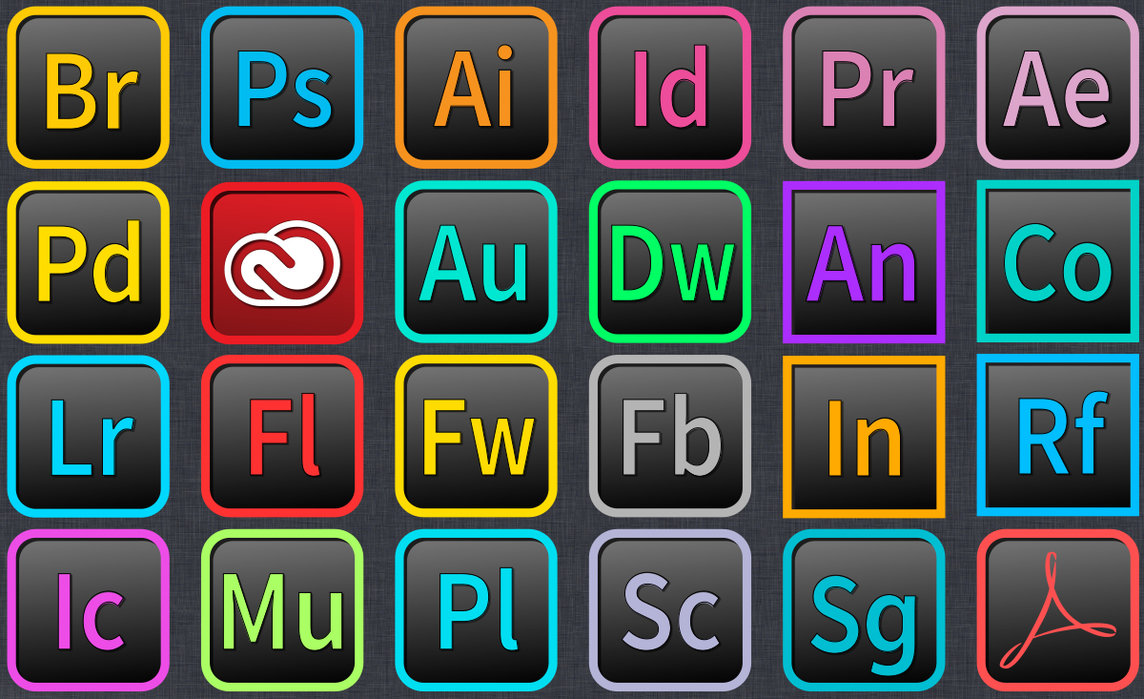 Br Ps Ai Id Pr Ae
Pd Au Dw An Co
Lr Fl Fw Fb In Rf
Ic Mu Pl Sc Sg